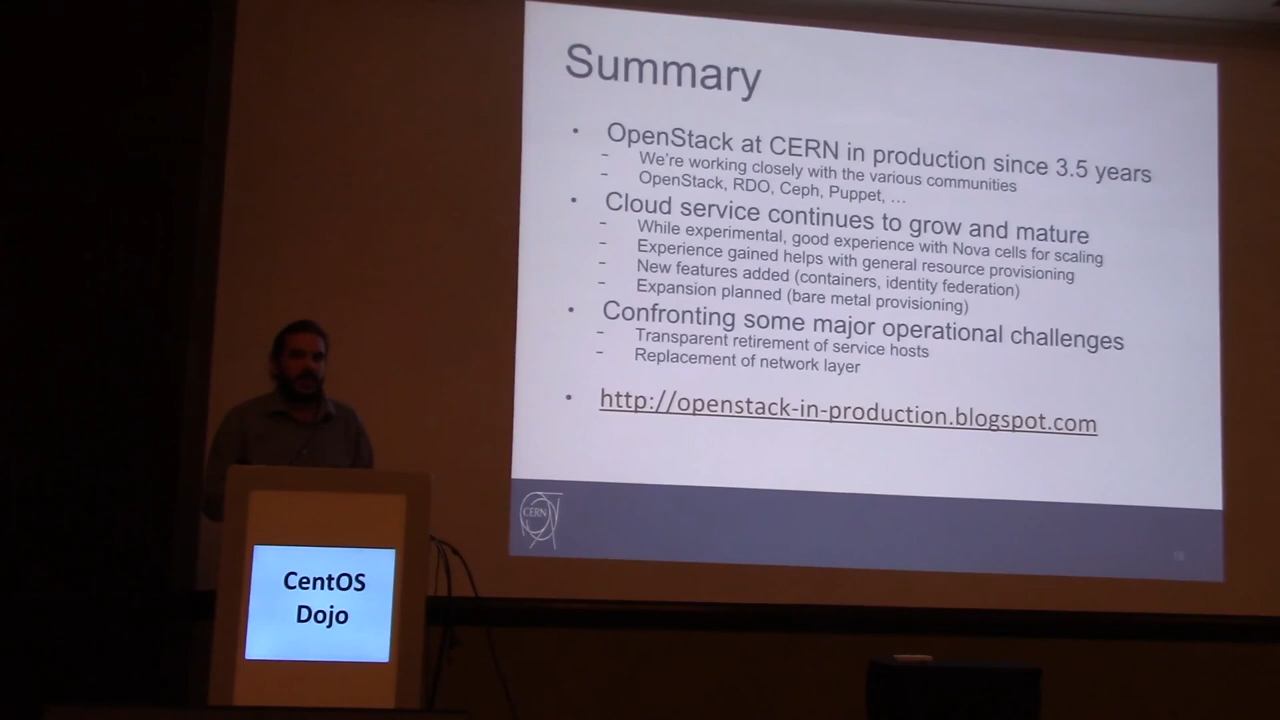 Summary
• OpenStack at CERN in production since 3.5 years
- We're working closely with the various communities
- OpenStack, RDO, Ceph, Puppet, …
• Cloud service continues to grow and mature
- While experimental, good experience with Nova cells for scaling
- Experience gained helps with general resource provisioning
- New features added (containers, identity federation)
- Expansion planned (bare metal provisioning)
• Confronting some major operational challenges
- Transparent retirement of service hosts
- Replacement of network layer
• http://openstack-in-production.blogspot.com
CERN
CentOS
Dojo